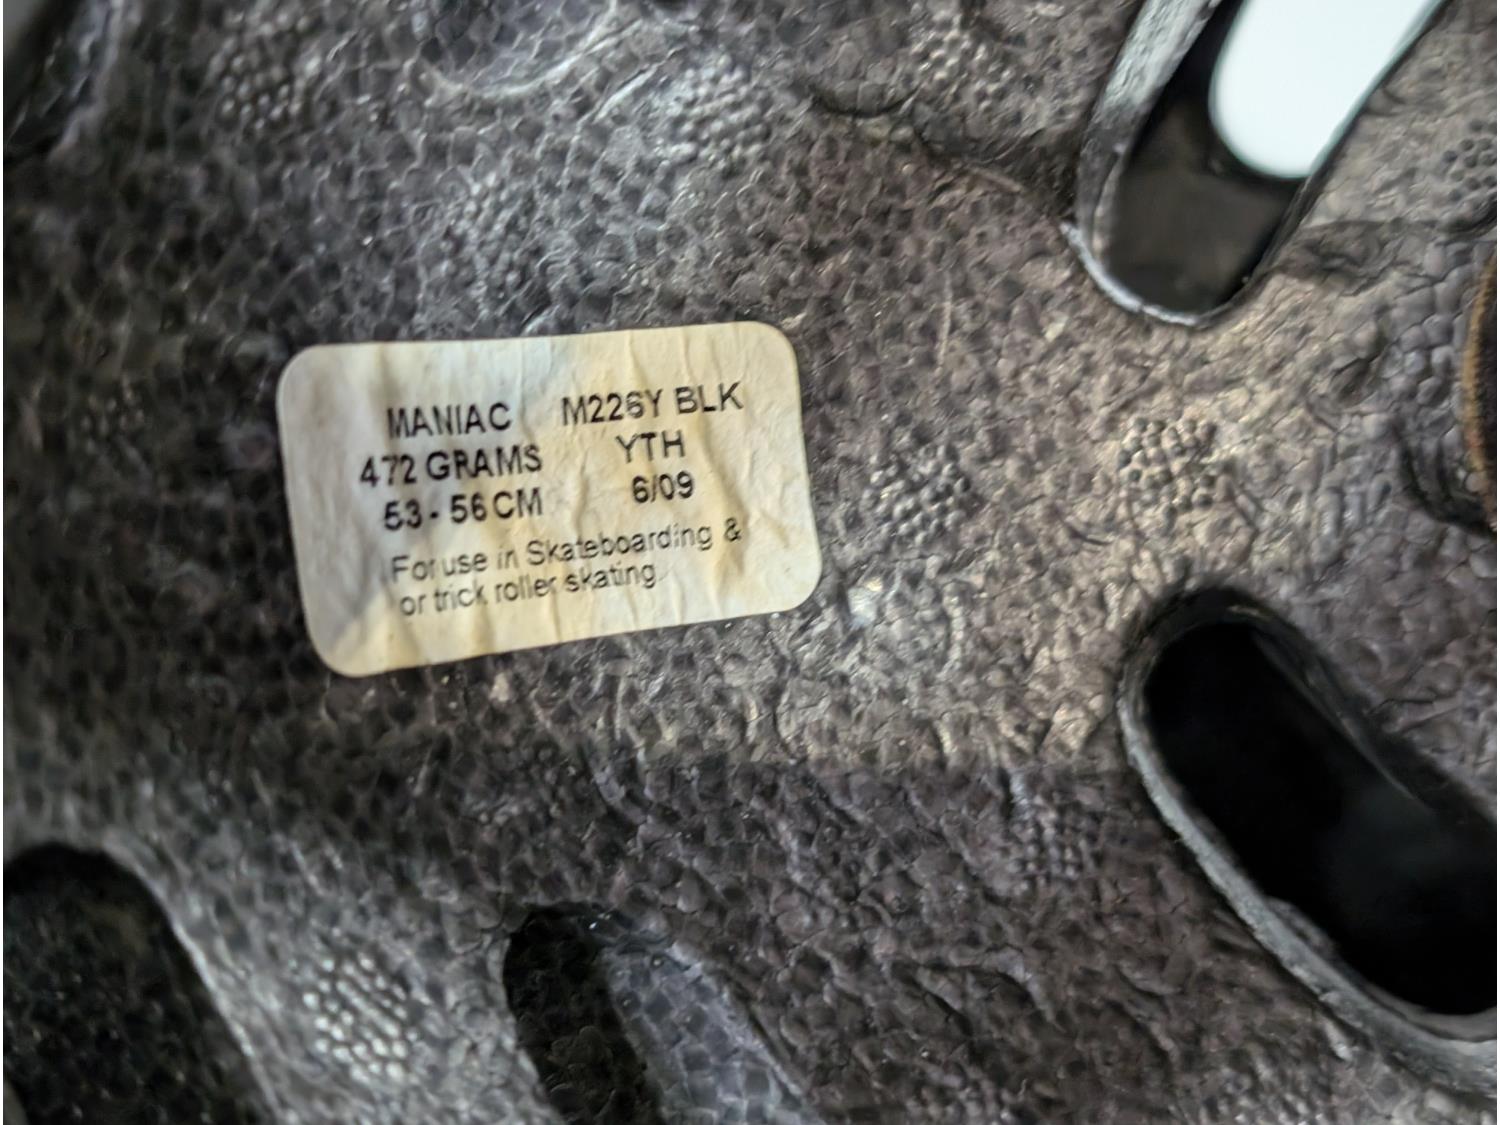 MANIAC M226Y BLK
472 GRAMS YTH
53 - 56 CM 6/09
For use in Skateboarding &
or trick roller skating